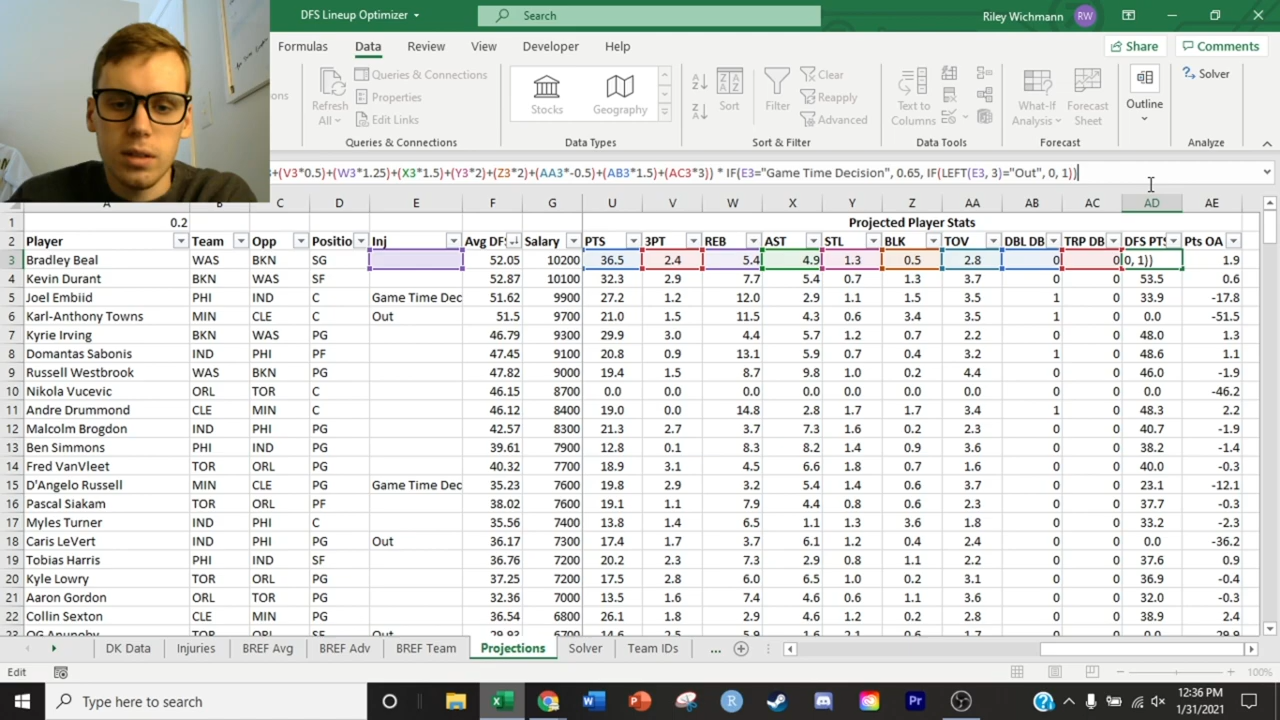 DFS Lineup Optimizer
Search
Riley Wichmann
RW
Formulas Data Review View Developer Help
Share Comments
Refresh All
Queries & Connections
Properties
Edit Links
Queries & Connections
Stocks Geography
Data Types
Sort Filter
Clear
Reapply
Advanced
Sort & Filter
Text to Columns
Data Tools
What-If Analysis
Forecast Sheet
Forecast
Outline
Solver
Analyze
+(V3*0.5)+(W3*1.25)+(X3*1.5)+(Y3*2)+(Z3*2)+(AA3*-0.5)+(AB3*1.5)+(AC3*3)) * IF(E3="Game Time Decision", 0.65, IF(LEFT(E3, 3)="Out", 0, 1))
A B C D E F G U V W X Y Z AA AB AC AD AE
1 0.2 Projected Player Stats
2 Player Team Opp Positio Inj Avg DFS Salary PTS 3PT REB AST STL BLK TOV DBL DB TRP DB DFS PTS Pts OA
3 Bradley Beal WAS BKN SG 52.05 10200 36.5 2.4 5.4 4.9 1.3 0.5 2.8 0 0 0, 1)) 1.9
4 Kevin Durant BKN WAS SF 52.87 10100 32.3 2.9 7.7 5.4 0.7 1.3 3.7 0 0 53.5 0.6
5 Joel Embiid PHI IND C Game Time Dec 51.62 9900 27.2 1.2 12.0 2.9 1.1 1.5 3.5 1 0 33.9 -17.8
6 Karl-Anthony Towns MIN CLE C Out 51.5 9700 21.0 1.5 11.5 4.3 0.6 3.4 3.5 1 0 0.0 -51.5
7 Kyrie Irving BKN WAS PG 46.79 9300 29.9 3.0 4.4 5.7 1.2 0.7 2.2 0 0 48.0 1.3
8 Domantas Sabonis IND PHI PF 47.45 9100 20.8 0.9 13.1 5.9 0.7 0.4 3.2 1 0 48.6 1.1
9 Russell Westbrook WAS BKN PG 47.82 9000 19.4 1.5 8.7 9.8 1.0 0.2 4.4 0 0 46.0 -1.9
10 Nikola Vucevic ORL TOR C 46.15 8700 0.0 0.0 0.0 0.0 0.0 0.0 0.0 0 0 0.0 -46.2
11 Andre Drummond CLE MIN C 46.12 8400 19.0 0.0 14.8 2.8 1.7 1.7 3.4 1 0 48.3 2.2
12 Malcolm Brogdon IND PHI PG 42.57 8300 21.3 2.7 3.7 7.3 1.6 0.2 2.3 0 0 40.7 -1.9
13 Ben Simmons PHI IND PG 39.61 7900 12.8 0.1 8.3 8.2 1.4 0.9 3.6 0 0 38.2 -1.4
14 Fred VanVleet TOR ORL PG 40.32 7700 18.9 3.1 4.5 6.6 1.8 0.7 1.6 0 0 40.0 -0.3
15 D'Angelo Russell MIN CLE PG Game Time Dec 35.23 7600 19.8 2.9 3.2 5.4 1.4 0.6 3.7 0 0 23.1 -12.1
16 Pascal Siakam TOR ORL PF 38.02 7600 19.1 1.1 7.9 4.4 0.8 0.6 2.3 0 0 37.7 -0.3
17 Myles Turner IND PHI C 35.56 7400 13.8 1.4 6.5 1.1 1.3 3.6 1.8 0 0 33.2 -2.3
18 Caris LeVert IND PHI PG Out 36.17 7300 17.4 1.7 3.7 6.1 1.2 0.4 2.4 0 0 0.0 -36.2
19 Tobias Harris PHI IND SF 36.76 7200 20.2 2.3 7.3 2.9 0.8 1.1 2.2 0 0 37.6 0.9
20 Kyle Lowry TOR ORL PG 37.25 7200 17.5 2.8 6.0 6.5 1.0 0.2 3.1 0 0 36.9 -0.4
21 Aaron Gordon ORL TOR PG 32.36 7000 13.5 1.6 7.4 4.6 0.6 1.1 3.6 0 0 32.0 -0.3
22 Collin Sexton CLE MIN PG 36.54 6800 26.1 1.8 2.9 4.6 1.2 0.2 2.8 0 0 38.9 2.4
DK Data Injuries BREF Avg BREF Adv BREF Team Projections Solver Team IDs ...
Edit
100%
Type here to search
12:36 PM
1/31/2021